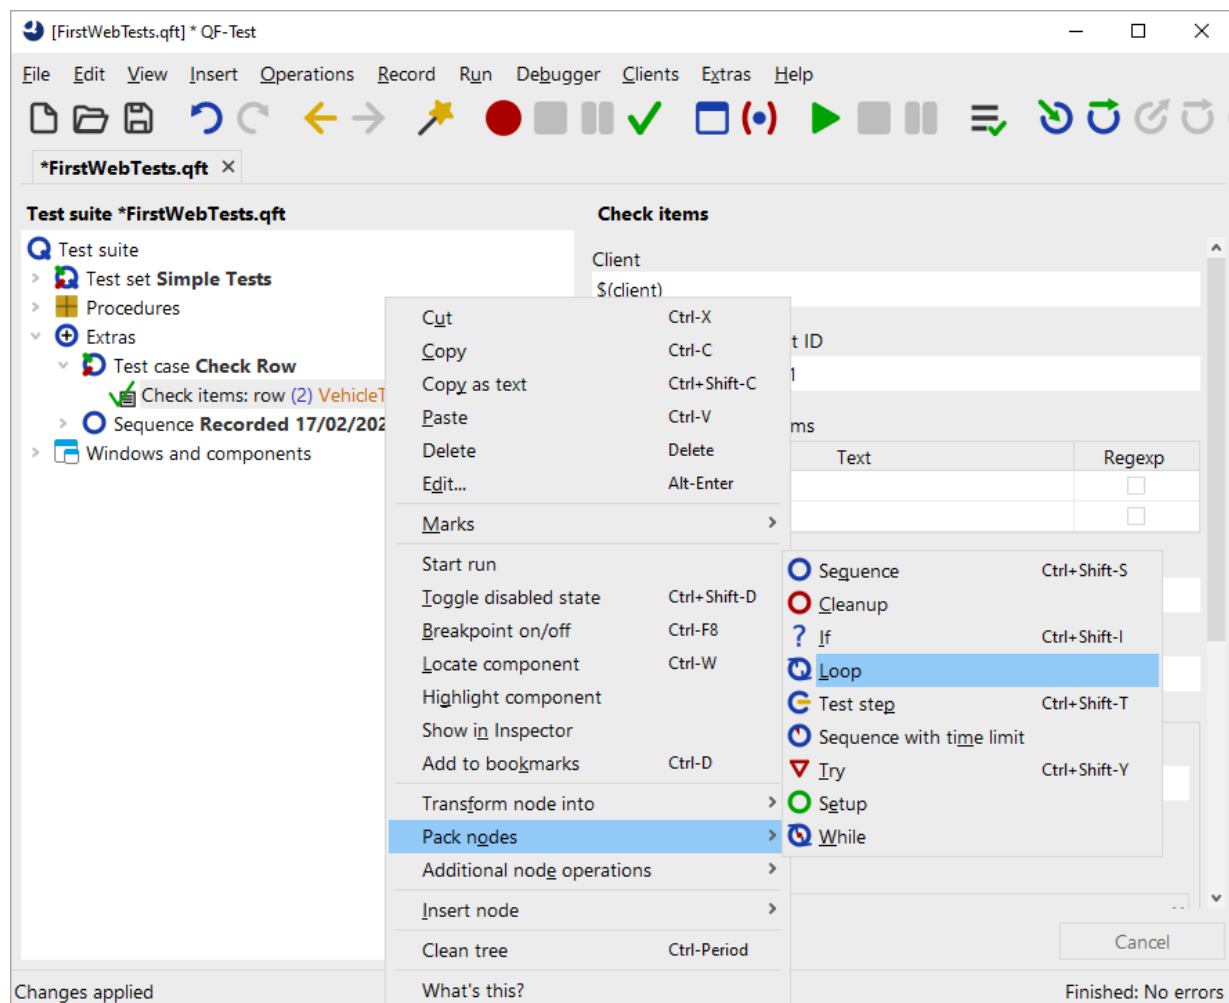 [FirstWebTests.qft] * QF-Test
File Edit View Insert Operations Record Run Debugger Clients Extras Help
*FirstWebTests.qft
Test suite *FirstWebTests.qft
Test suite
Test set Simple Tests
Procedures
Extras
Test case Check Row
Check items: row (2) VehicleT
Sequence Recorded 17/02/202
Windows and components
Check items
Client
$(client)
t ID
1
ms
Text Regexp
Cut Ctrl-X
Copy Ctrl-C
Copy as text Ctrl+Shift-C
Paste Ctrl-V
Delete Delete
Edit... Alt-Enter
Marks
Start run
Toggle disabled state Ctrl+Shift-D
Breakpoint on/off Ctrl-F8
Locate component Ctrl-W
Highlight component
Show in Inspector
Add to bookmarks Ctrl-D
Transform node into
Pack nodes
Additional node operations
Insert node
Clean tree Ctrl-Period
What's this?
Sequence Ctrl+Shift-S
Cleanup
If Ctrl+Shift-I
Loop
Test step Ctrl+Shift-T
Sequence with time limit
Try Ctrl+Shift-Y
Setup
While
Cancel
Changes applied
Finished: No errors